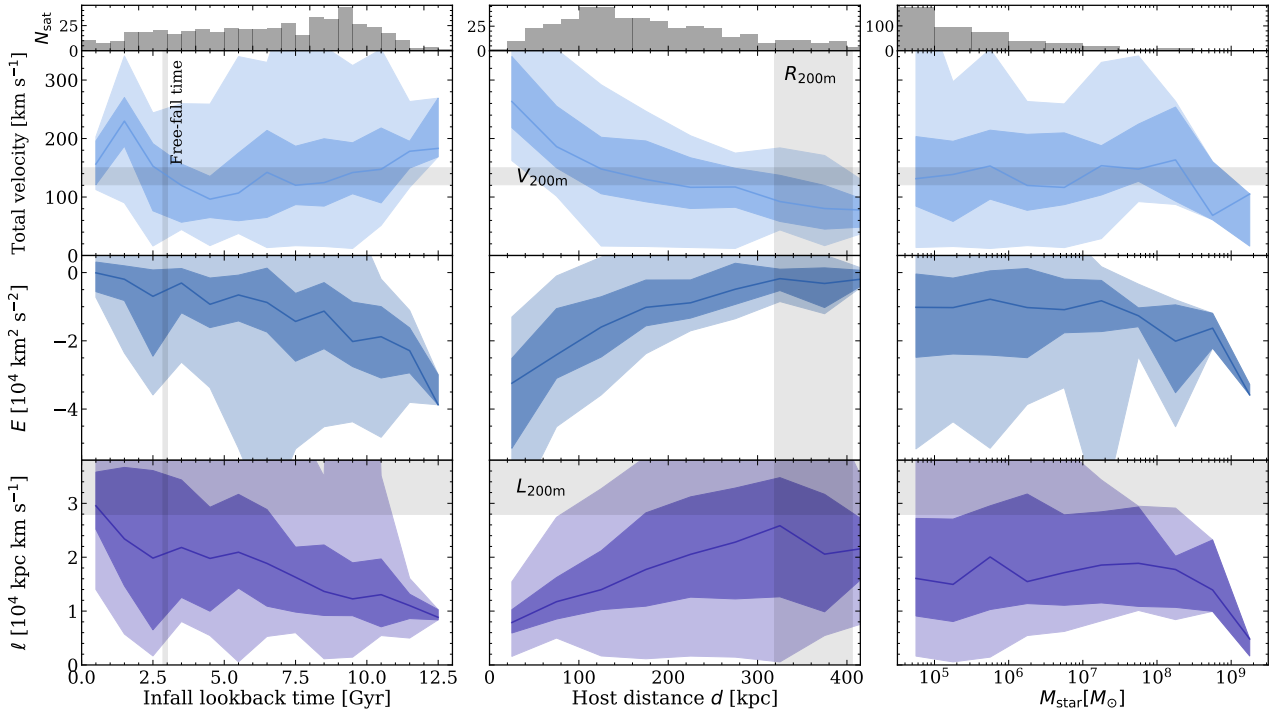 N_sat
25
0
25
0
100
0
Total velocity [km s⁻¹]
300
200
100
0
Free-fall time
V_200m
R_200m
E [10⁴ km² s⁻²]
0
−2
−4
ℓ [10⁴ kpc km s⁻¹]
3
2
1
0
L_200m
0.0 2.5 5.0 7.5 10.0 12.5
Infall lookback time [Gyr]
0 100 200 300 400
Host distance d [kpc]
10⁵ 10⁶ 10⁷ 10⁸ 10⁹
M_star[M_⊙]